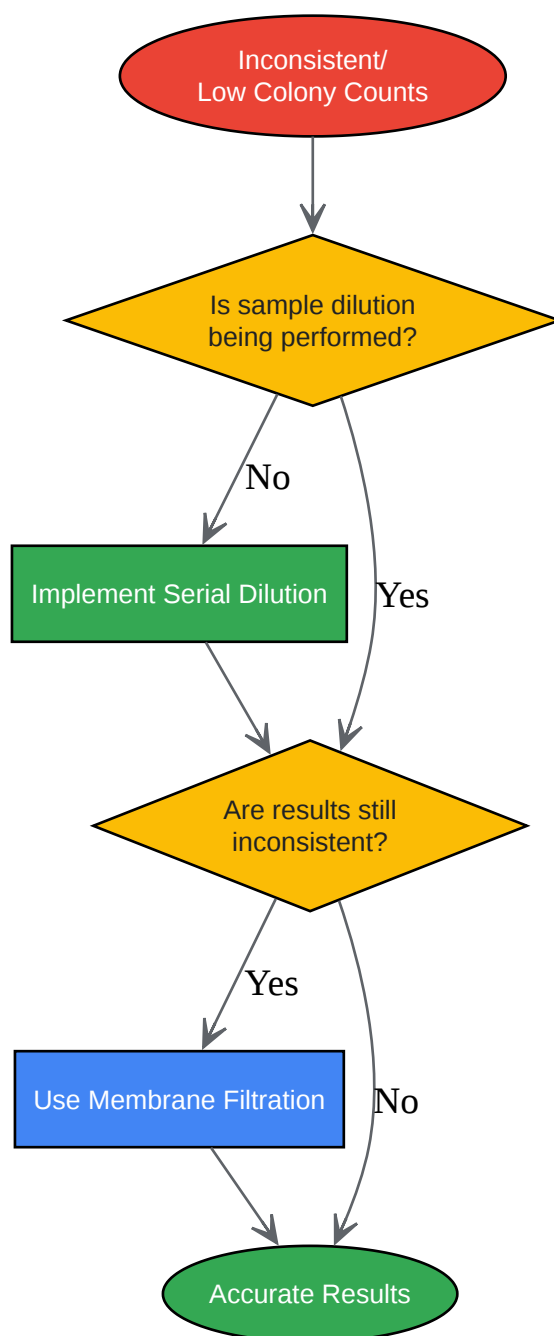 Inconsistent/
Low Colony Counts
Is sample dilution
being performed?
No
Implement Serial Dilution
Yes
Are results still
inconsistent?
Yes
Use Membrane Filtration
No
Accurate Results